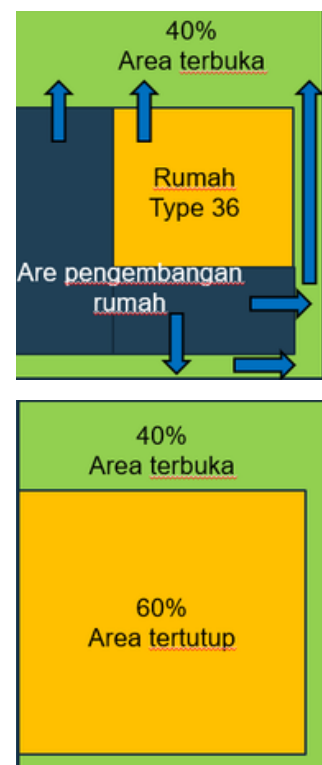 40%
Area terbuka
Rumah
Type 36
Are pengembangan
rumah
40%
Area terbuka
60%
Area tertutup